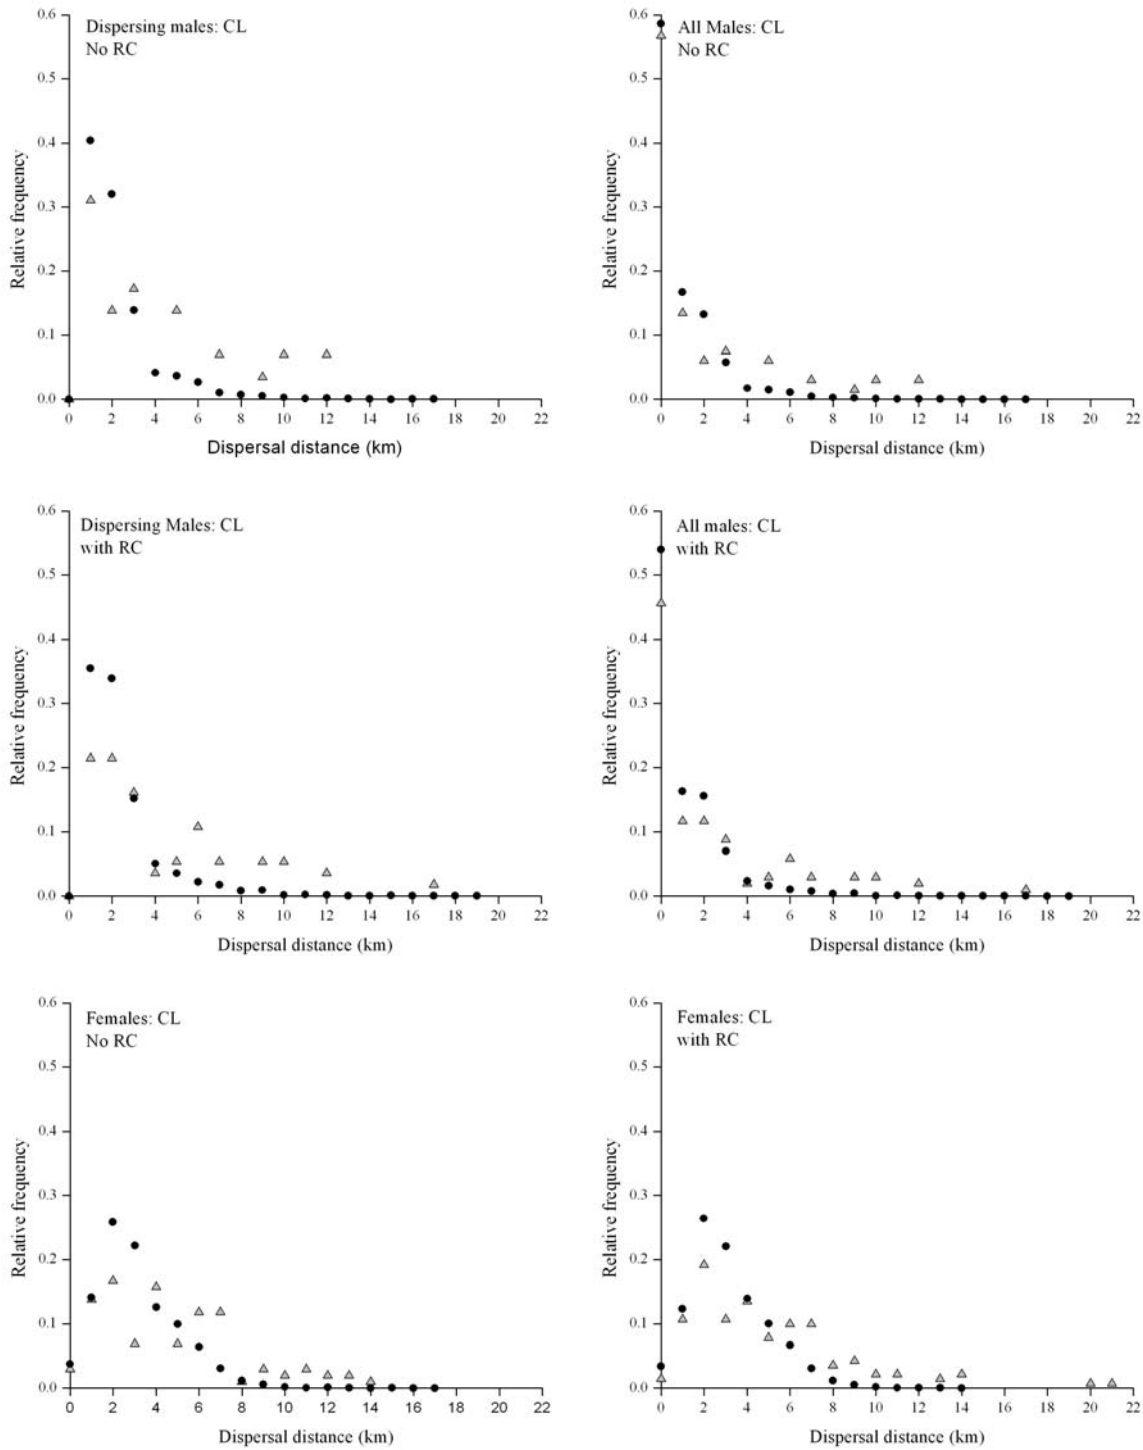 Dispersing males: CL
No RC
Relative frequency
0.6
0.5
0.4
0.3
0.2
0.1
0.0
0 2 4 6 8 10 12 14 16 18 20 22
Dispersal distance (km)
All Males: CL
No RC
Relative frequency
0.6
0.5
0.4
0.3
0.2
0.1
0.0
0 2 4 6 8 10 12 14 16 18 20 22
Dispersal distance (km)
Dispersing Males: CL
with RC
Relative frequency
0.6
0.5
0.4
0.3
0.2
0.1
0.0
0 2 4 6 8 10 12 14 16 18 20 22
Dispersal distance (km)
All males: CL
with RC
Relative frequency
0.6
0.5
0.4
0.3
0.2
0.1
0.0
0 2 4 6 8 10 12 14 16 18 20 22
Dispersal distance (km)
Females: CL
No RC
Relative frequency
0.6
0.5
0.4
0.3
0.2
0.1
0.0
0 2 4 6 8 10 12 14 16 18 20 22
Dispersal distance (km)
Females: CL
with RC
Relative frequency
0.6
0.5
0.4
0.3
0.2
0.1
0.0
0 2 4 6 8 10 12 14 16 18 20 22
Dispersal distance (km)